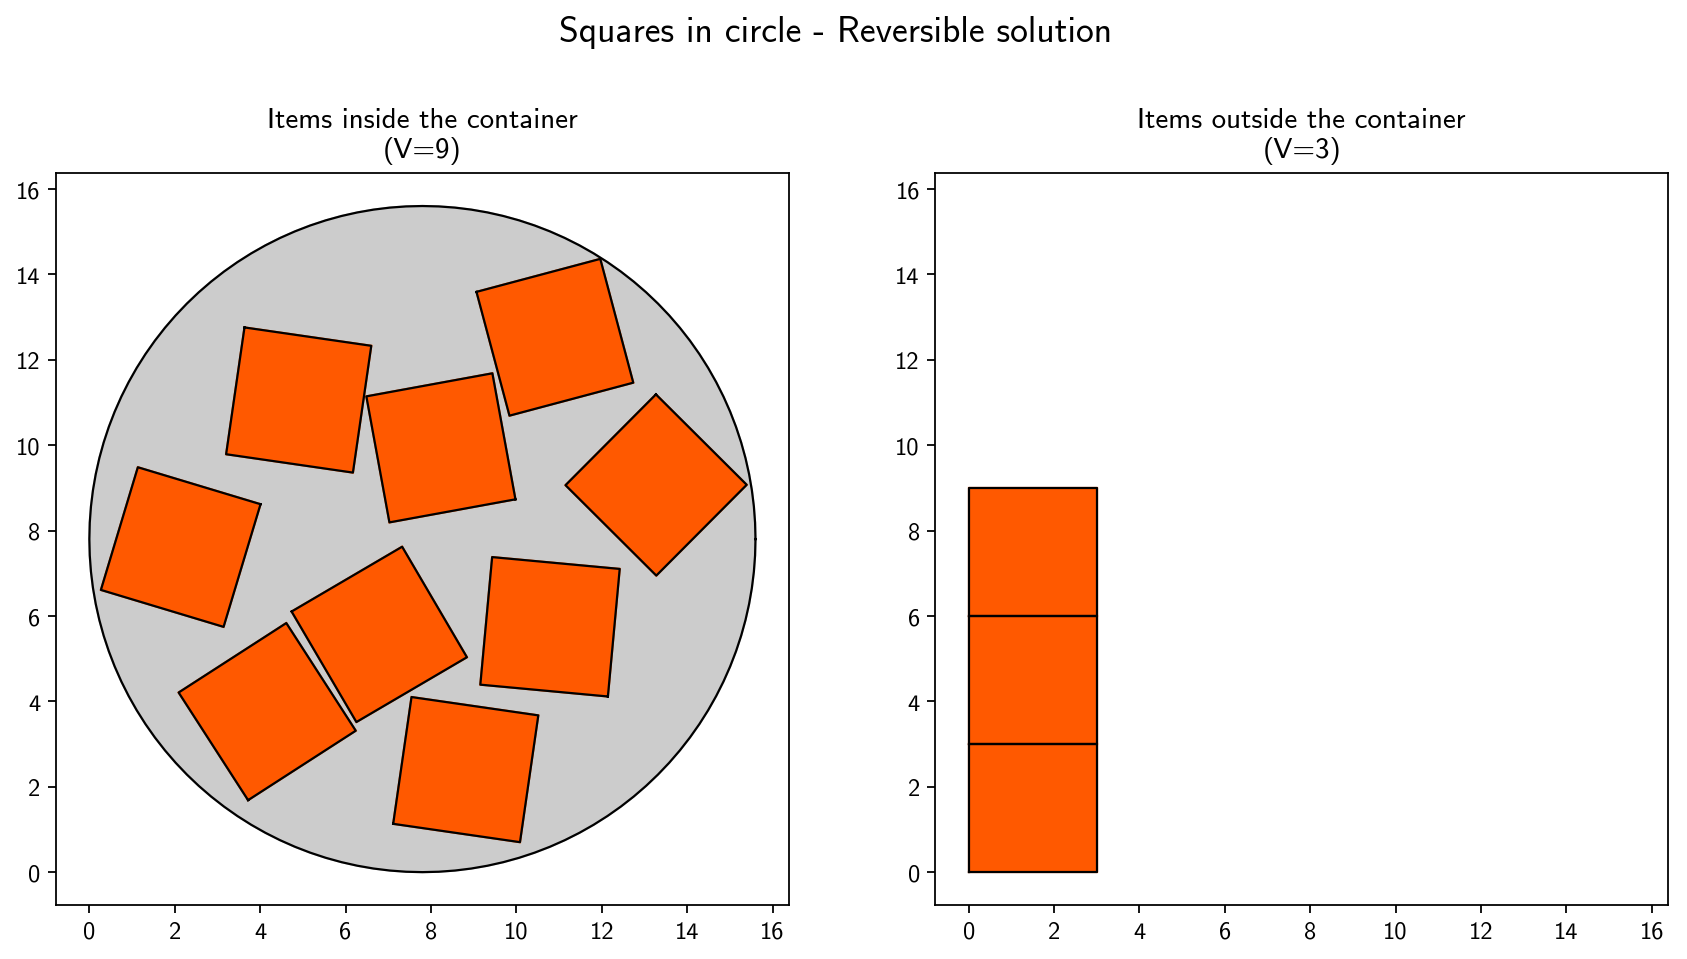 Squares in circle - Reversible solution
Items inside the container
(V=9)
16
14
12
10
8
6
4
2
0
0 2 4 6 8 10 12 14 16
Items outside the container
(V=3)
16
14
12
10
8
6
4
2
0
0 2 4 6 8 10 12 14 16